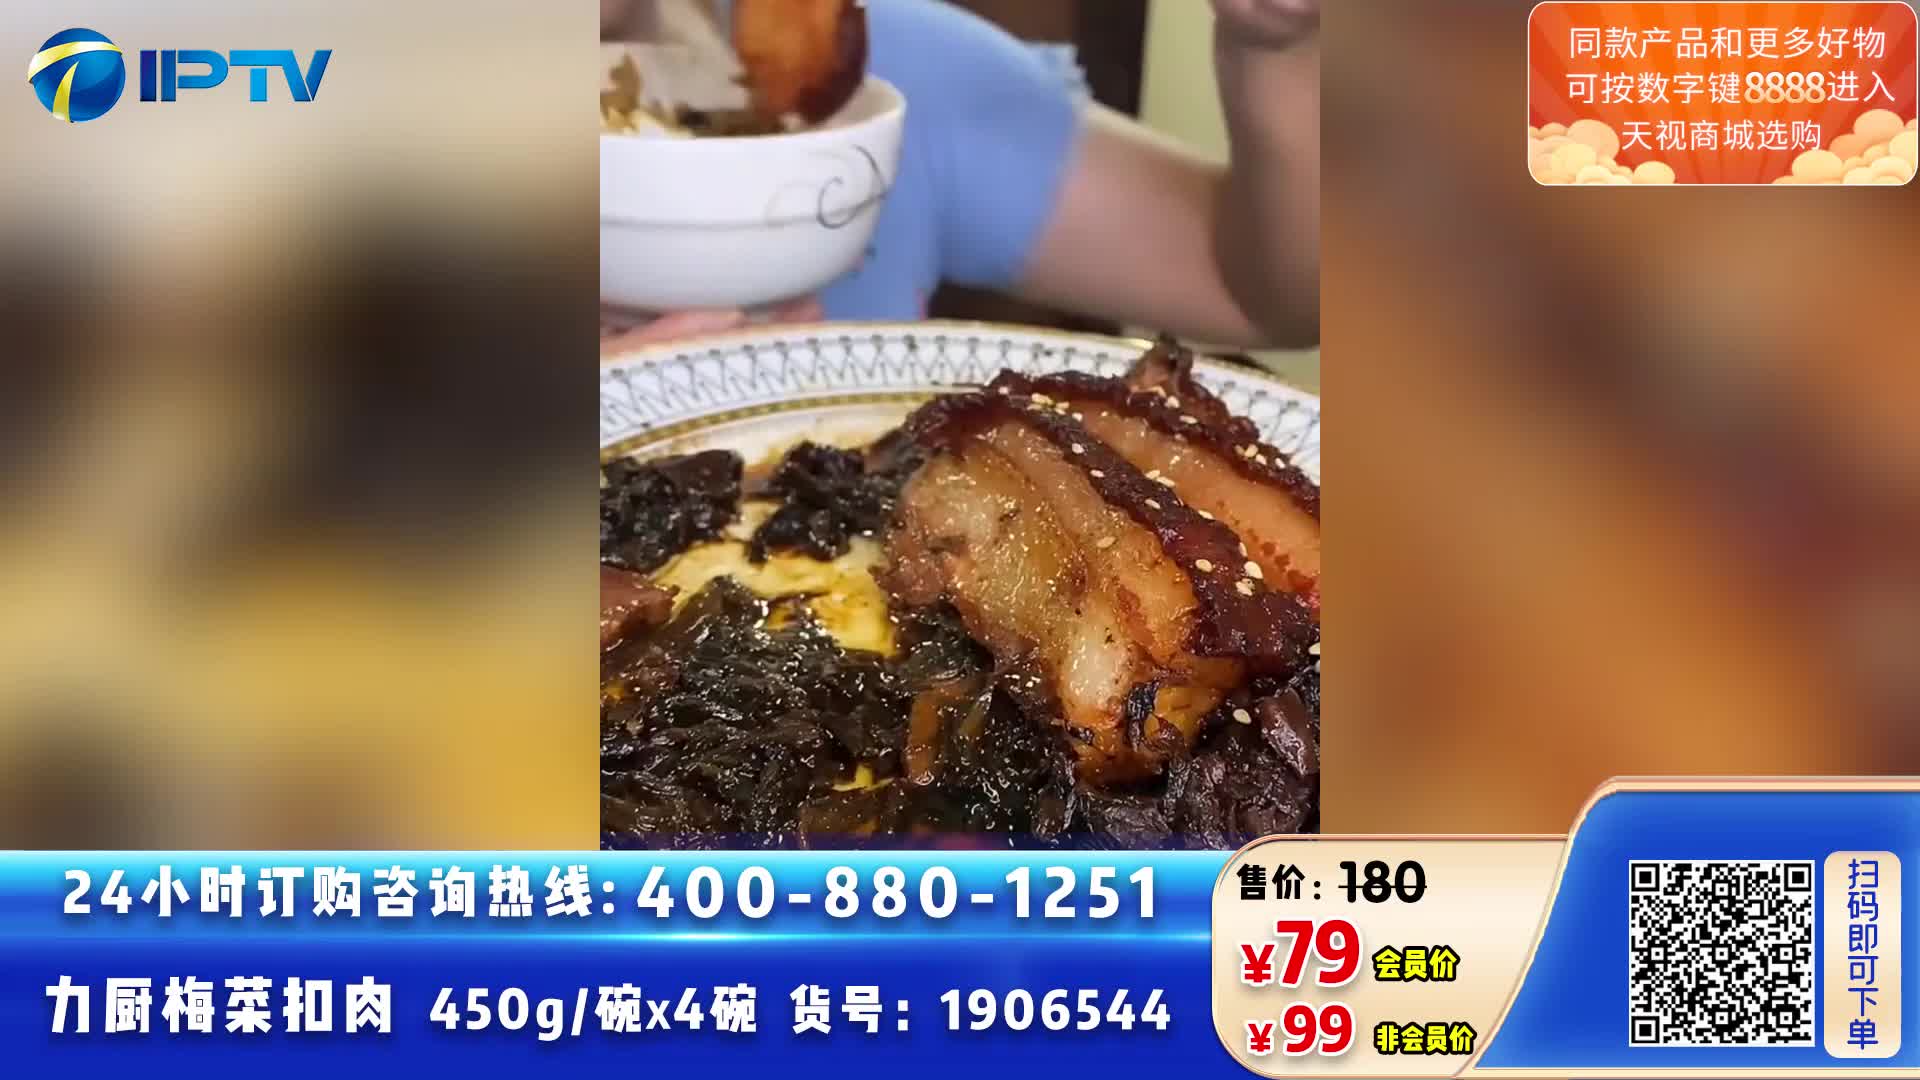 IPTV
同款产品和更多好物
可按数字键8888进入
天视商城选购
24小时订购咨询热线:400-880-1251
力厨梅菜扣肉 450g/碗x4碗 货号: 1906544
售价: 180
¥79 会员价
¥99 非会员价
扫码即可下单